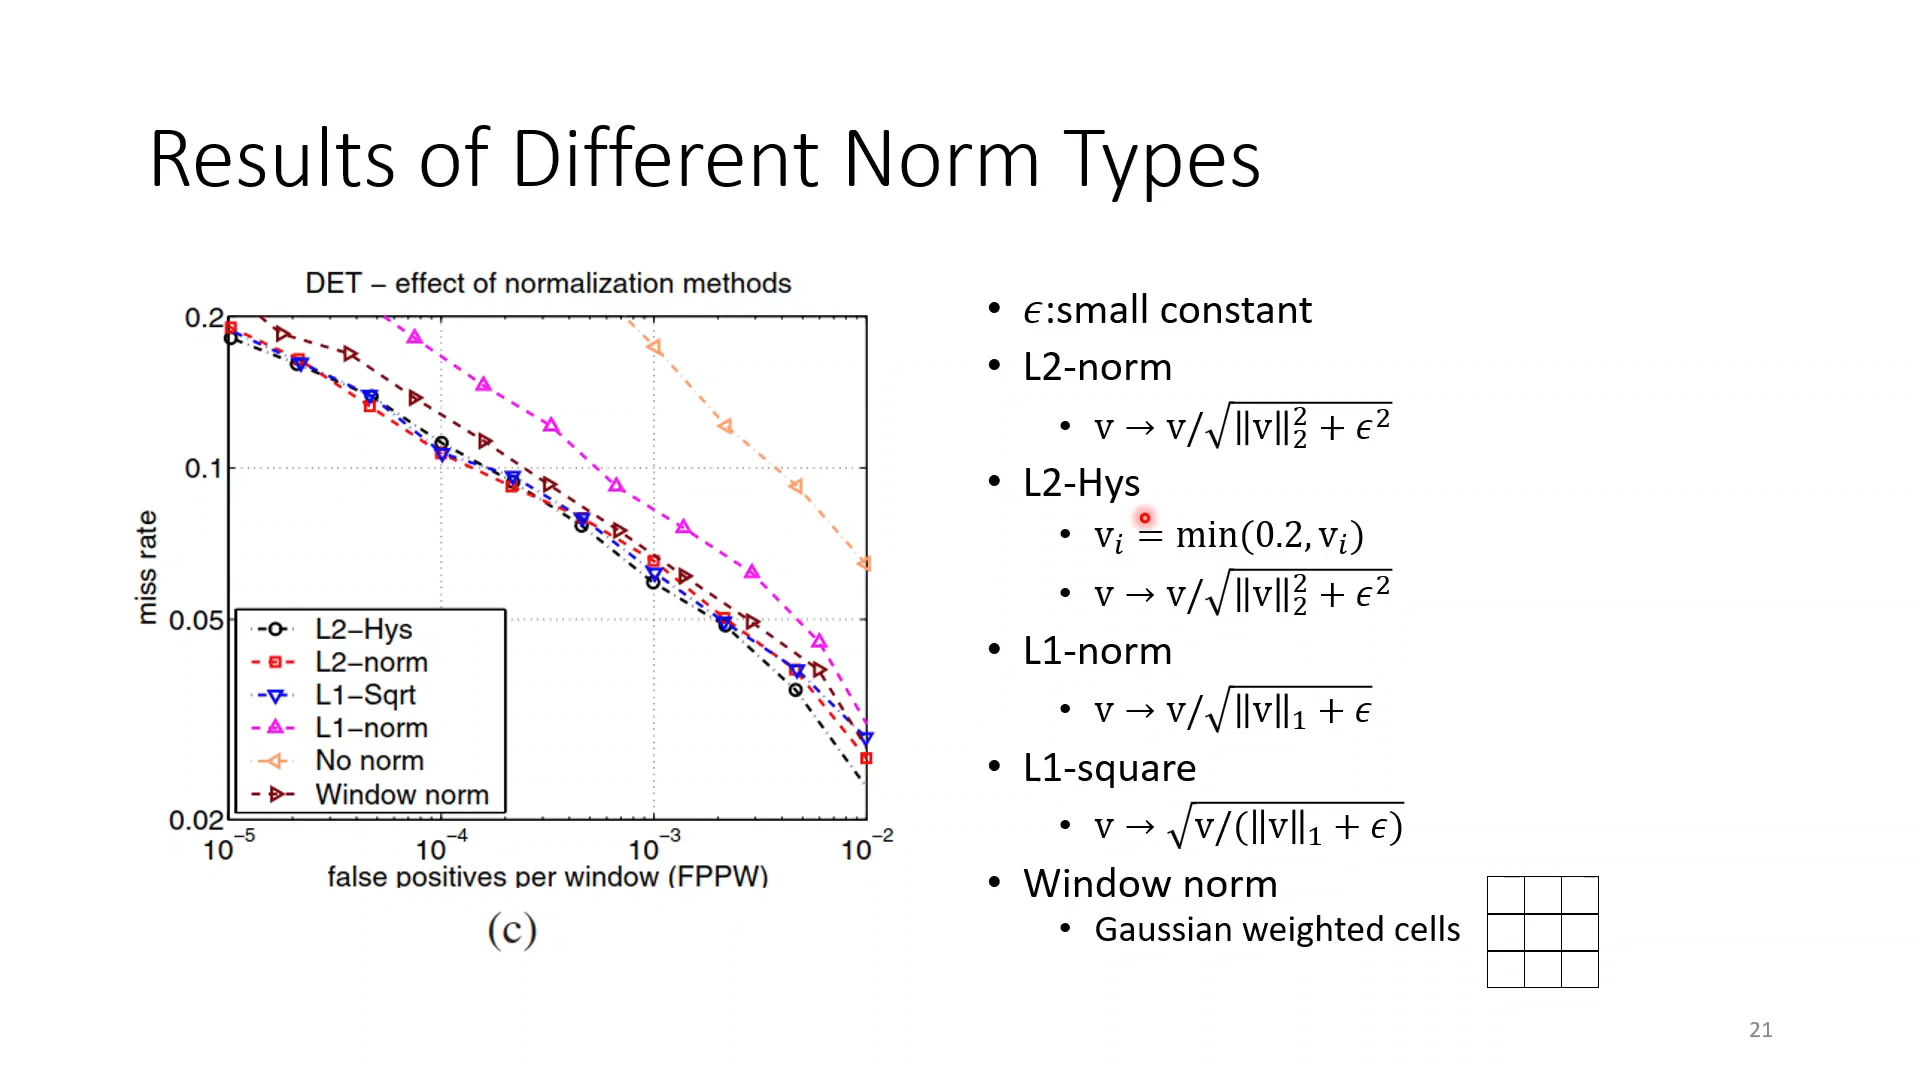 Results of Different Norm Types
DET – effect of normalization methods
0.2
0.1
0.05
0.02
miss rate
L2–Hys
L2–norm
L1–Sqrt
L1–norm
No norm
Window norm
10⁻⁵ 10⁻⁴ 10⁻³ 10⁻²
false positives per window (FPPW)
(c)
• ϵ:small constant
• L2-norm
• v → v/√(‖v‖₂² + ϵ²)
• L2-Hys
• vᵢ = min(0.2, vᵢ)
• v → v/√(‖v‖₂² + ϵ²)
• L1-norm
• v → v/√(‖v‖₁ + ϵ)
• L1-square
• v → √(v/(‖v‖₁ + ϵ))
• Window norm
• Gaussian weighted cells
21